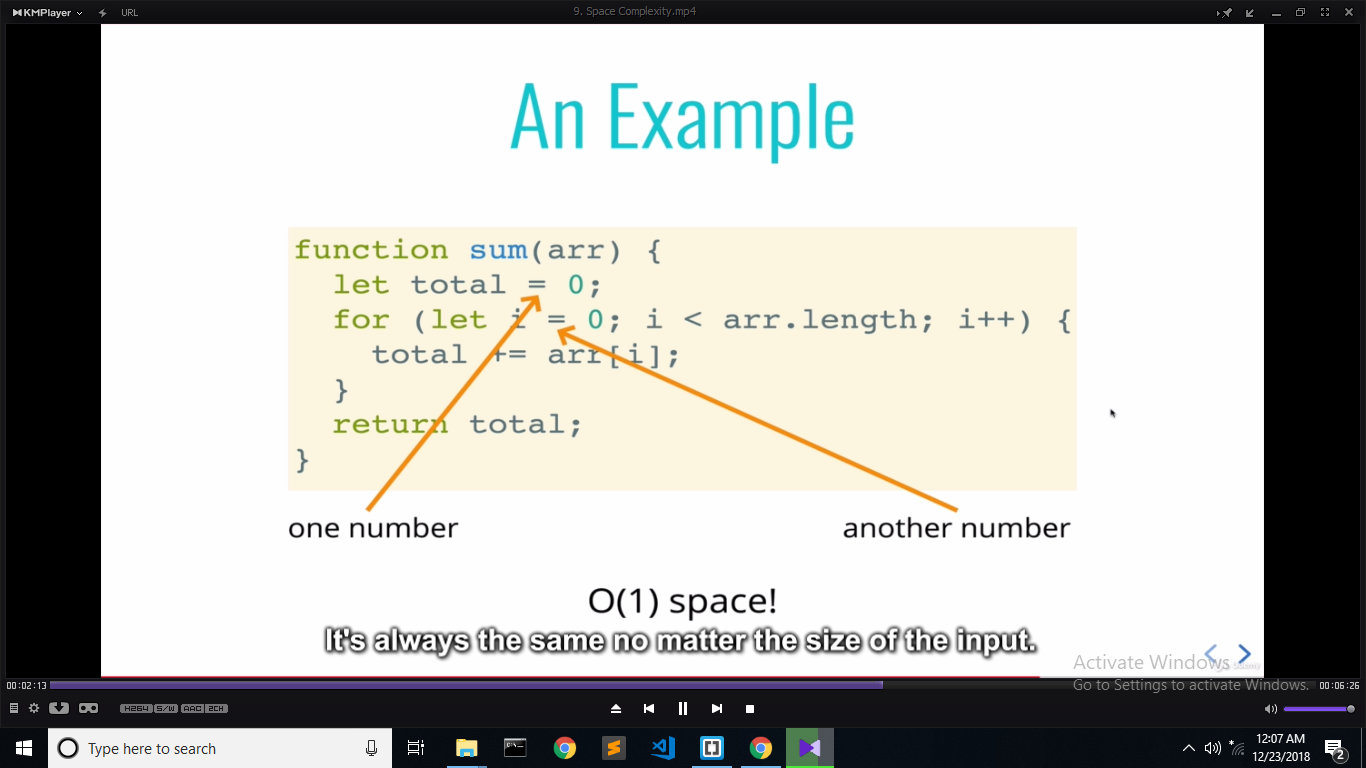 KMPlayer
URL
9. Space Complexity.mp4
An Example
function sum(arr) {
let total = 0;
for (let i = 0; i < arr.length; i++) {
total += arr[i];
}
return total;
}
one number
another number
O(1) space!
It's always the same no matter the size of the input.
Activate Windows
Go to Settings to activate Windows.
00:02:13
00:06:26
H264 S/W AAC 2CH
Type here to search
12:07 AM
12/23/2018
2